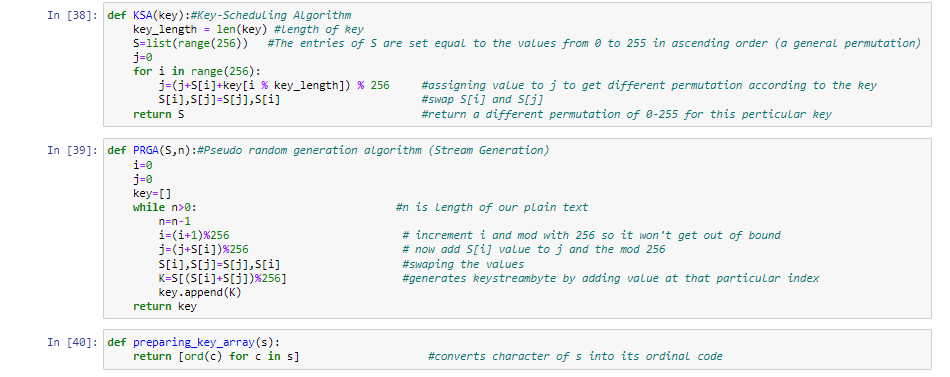 In [38]: def KSA(key):#Key-Scheduling Algorithm
key_length = len(key) #length of key
S=list(range(256)) #The entries of S are set equal to the values from 0 to 255 in ascending order (a general permutation)
j=0
for i in range(256):
j=(j+S[i]+key[i % key_length]) % 256 #assigning value to j to get different permutation according to the key
S[i],S[j]=S[j],S[i] #swap S[i] and S[j]
return S #return a different permutation of 0-255 for this perticular key
In [39]: def PRGA(S,n):#Pseudo random generation algorithm (Stream Generation)
i=0
j=0
key=[]
while n>0: #n is length of our plain text
n=n-1
i=(i+1)%256 # increment i and mod with 256 so it won't get out of bound
j=(j+S[i])%256 # now add S[i] value to j and the mod 256
S[i],S[j]=S[j],S[i] #swaping the values
K=S[(S[i]+S[j])%256] #generates keystreambyte by adding value at that particular index
key.append(K)
return key
In [40]: def preparing_key_array(s):
return [ord(c) for c in s] #converts character of s into its ordinal code